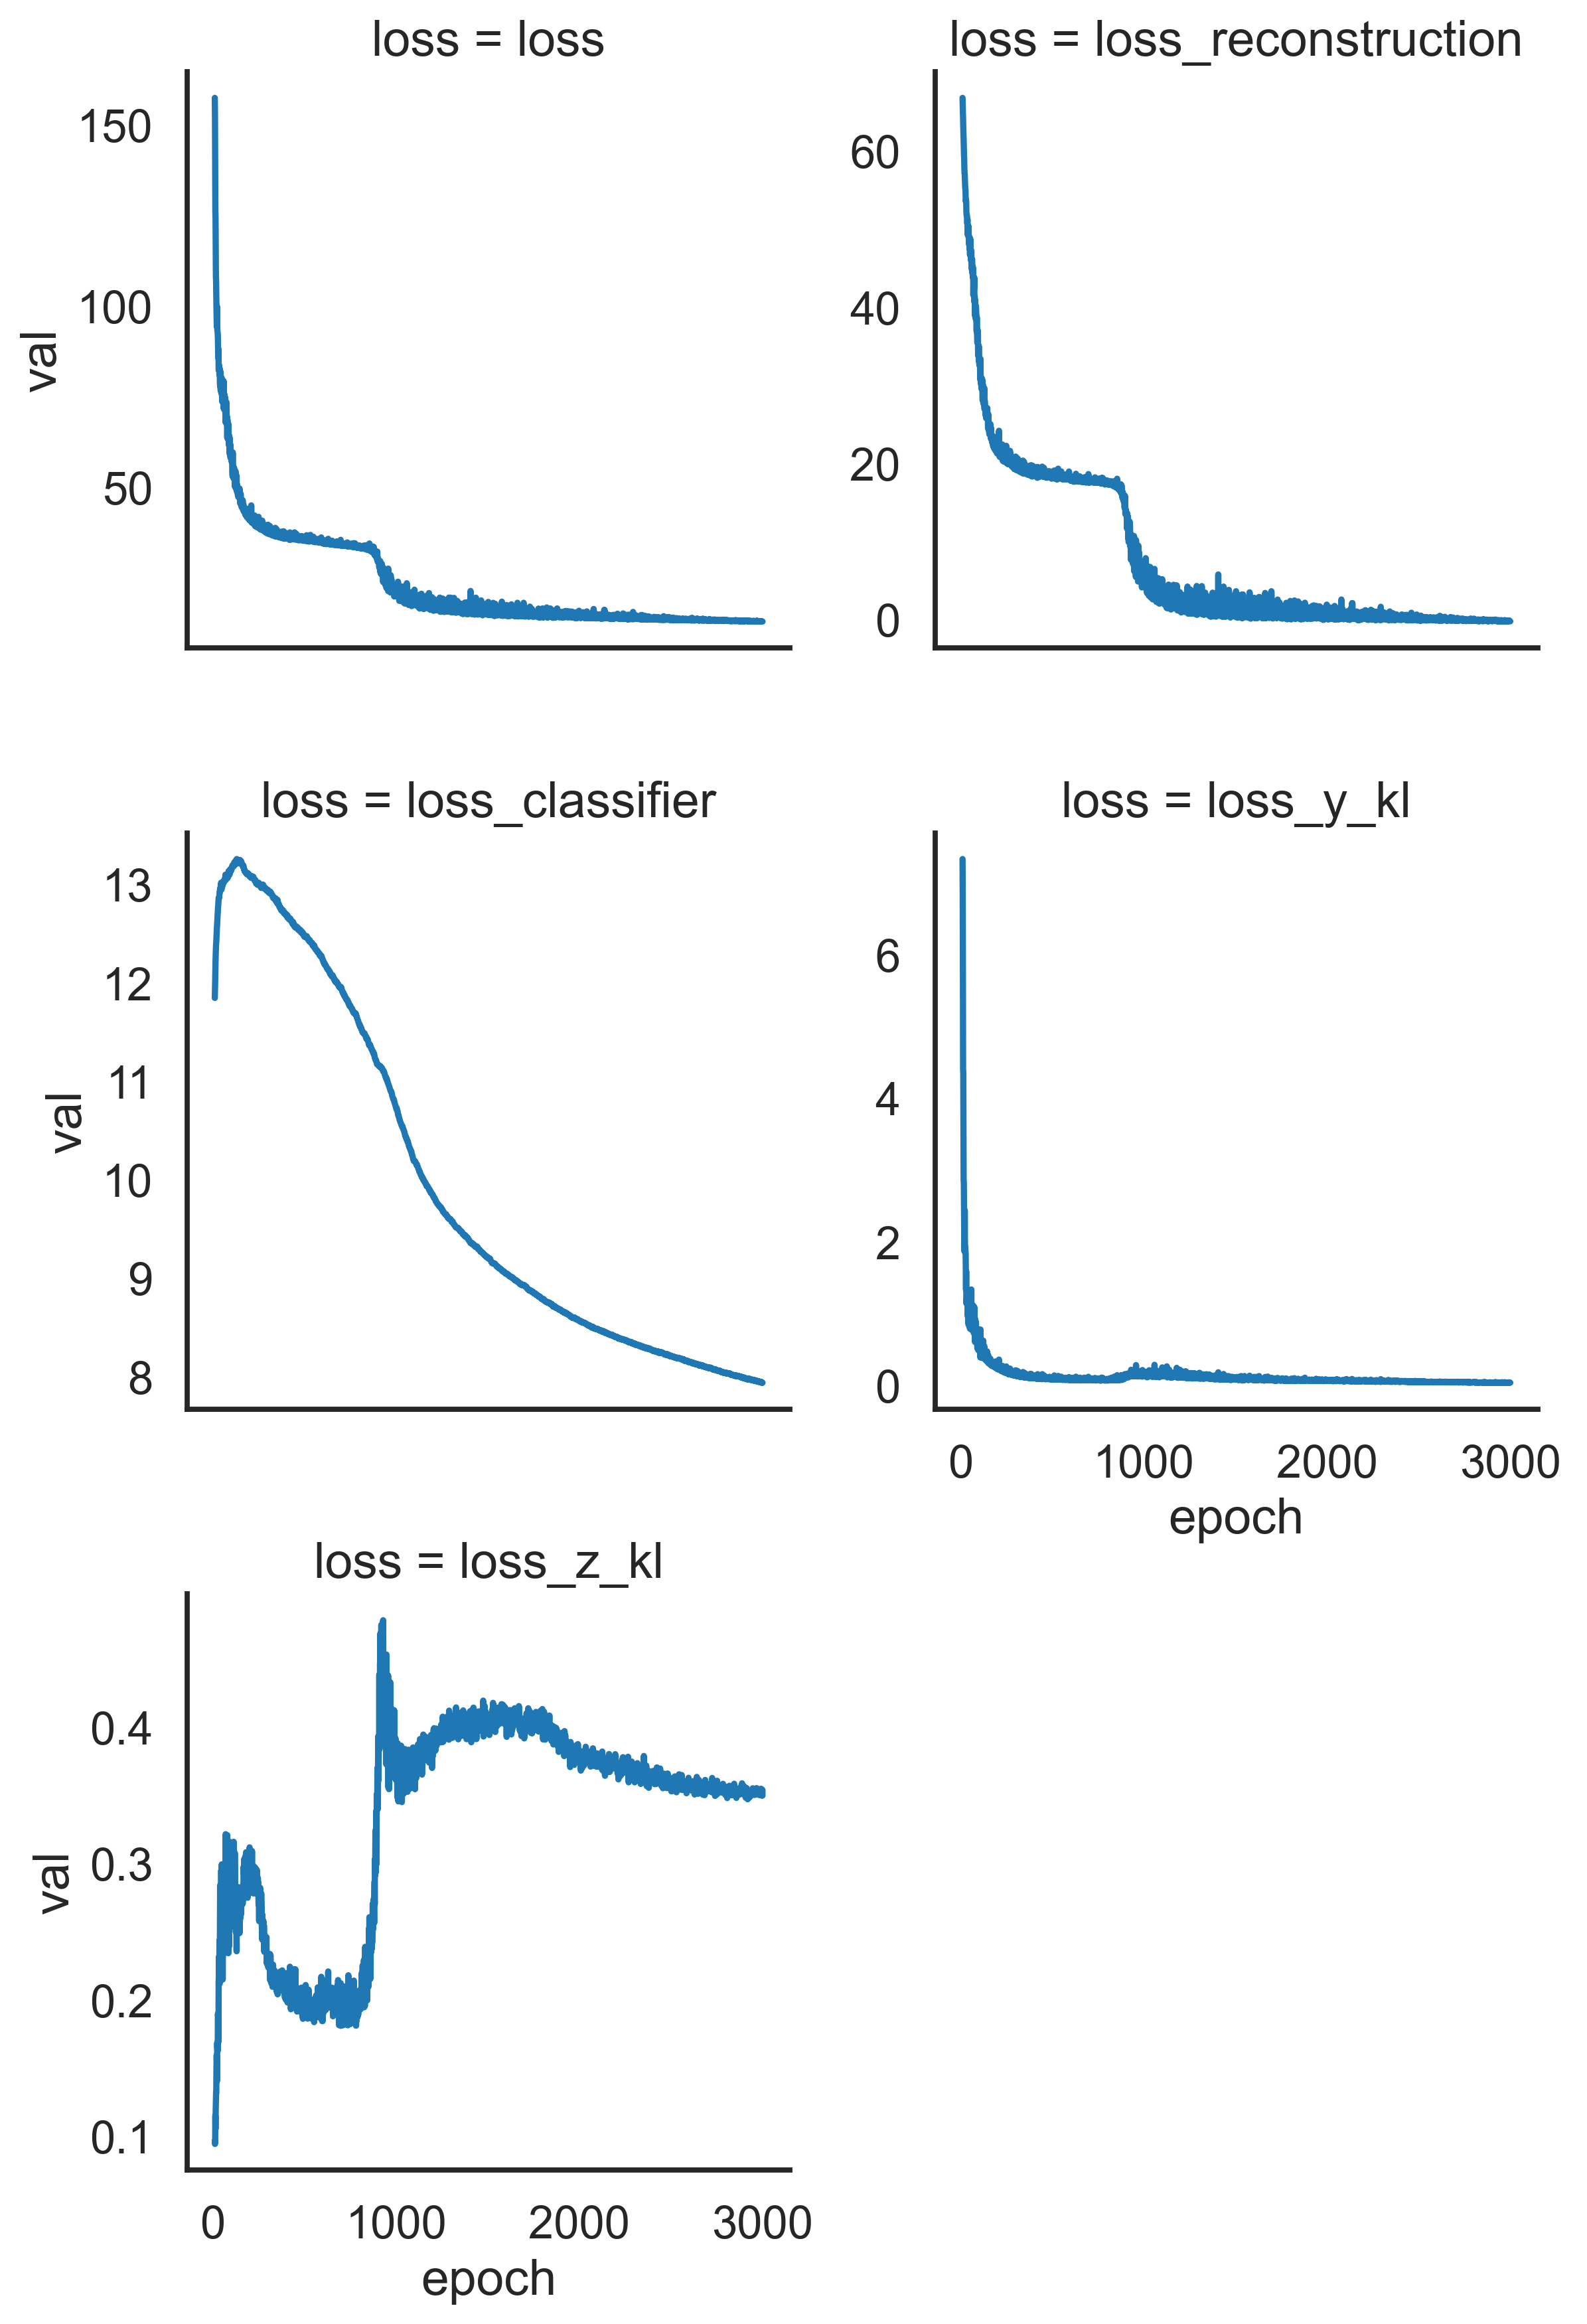 loss = loss
150
100
50
val
loss = loss_reconstruction
60
40
20
0
loss = loss_classifier
13
12
11
10
9
8
val
loss = loss_y_kl
6
4
2
0
0 1000 2000 3000
epoch
loss = loss_z_kl
0.4
0.3
0.2
0.1
val
0 1000 2000 3000
epoch